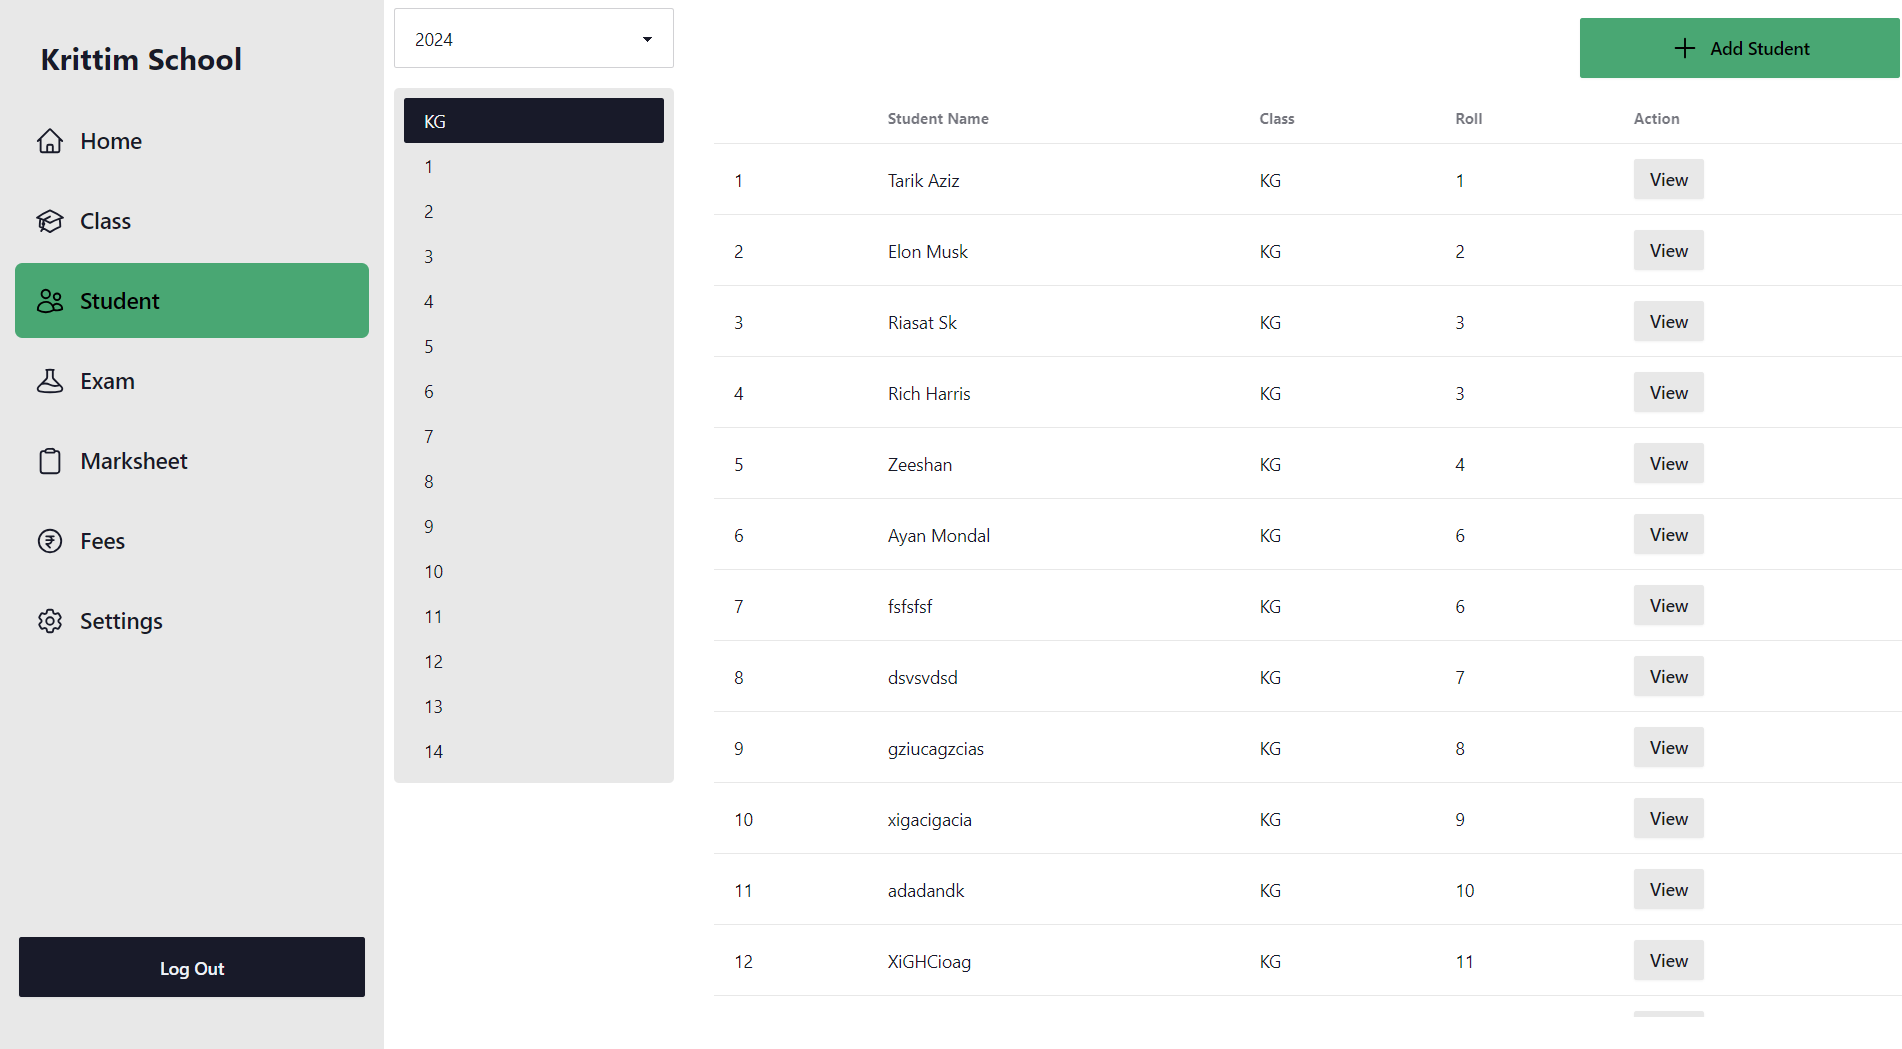 Krittim School
Home
Class
Student
Exam
Marksheet
Fees
Settings
Log Out
2024
KG
1
2
3
4
5
6
7
8
9
10
11
12
13
14
Add Student
Student Name Class Roll Action
1 Tarik Aziz KG 1 View
2 Elon Musk KG 2 View
3 Riasat Sk KG 3 View
4 Rich Harris KG 3 View
5 Zeeshan KG 4 View
6 Ayan Mondal KG 6 View
7 fsfsfsf KG 6 View
8 dsvsvdsd KG 7 View
9 gziucagzcias KG 8 View
10 xigacigacia KG 9 View
11 adadandk KG 10 View
12 XiGHCioag KG 11 View